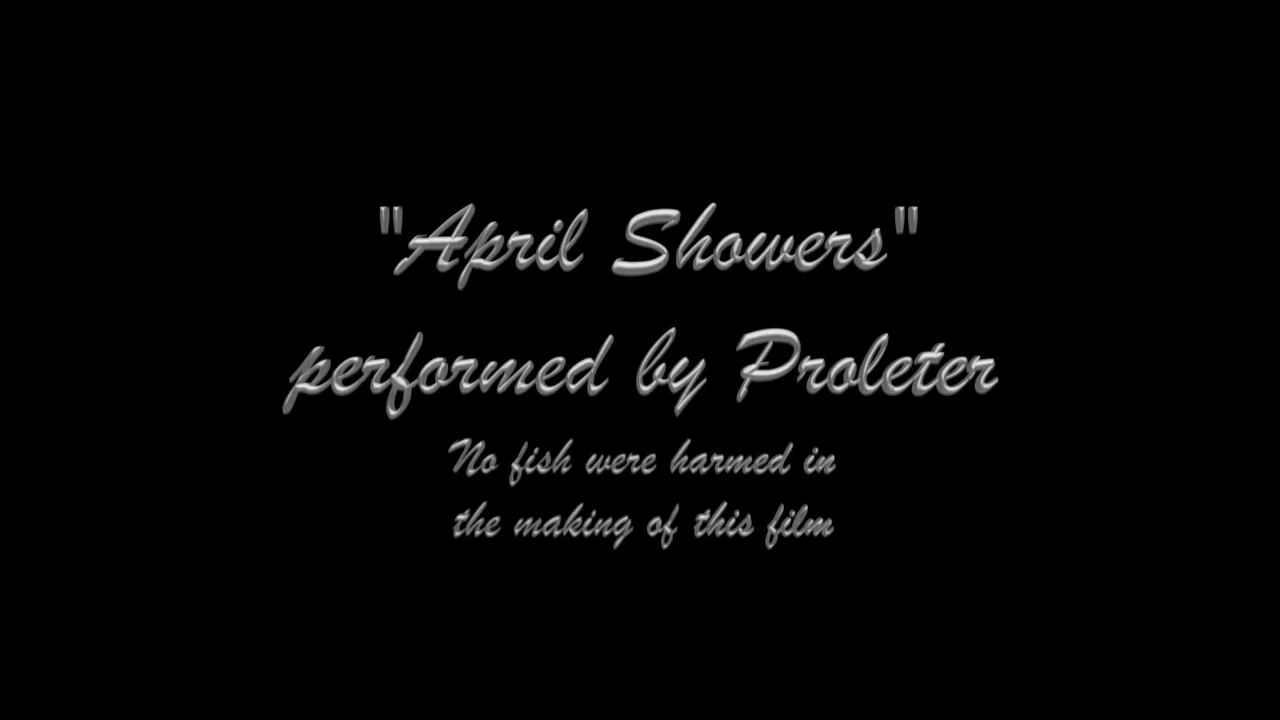 "April Showers"
performed by Proleter
No fish were harmed in
the making of this film